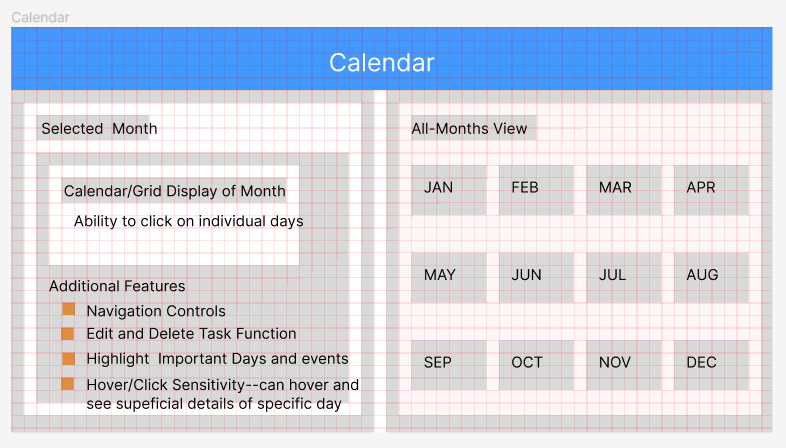 Calendar
Calendar
Selected  Month
Calendar/Grid Display of Month
Ability to click on individual days
Additional Features
Navigation Controls
Edit and Delete Task Function
Highlight  Important Days and events
Hover/Click Sensitivity--can hover and
see supeficial details of specific day
All-Months View
JAN FEB MAR APR
MAY JUN JUL AUG
SEP OCT NOV DEC